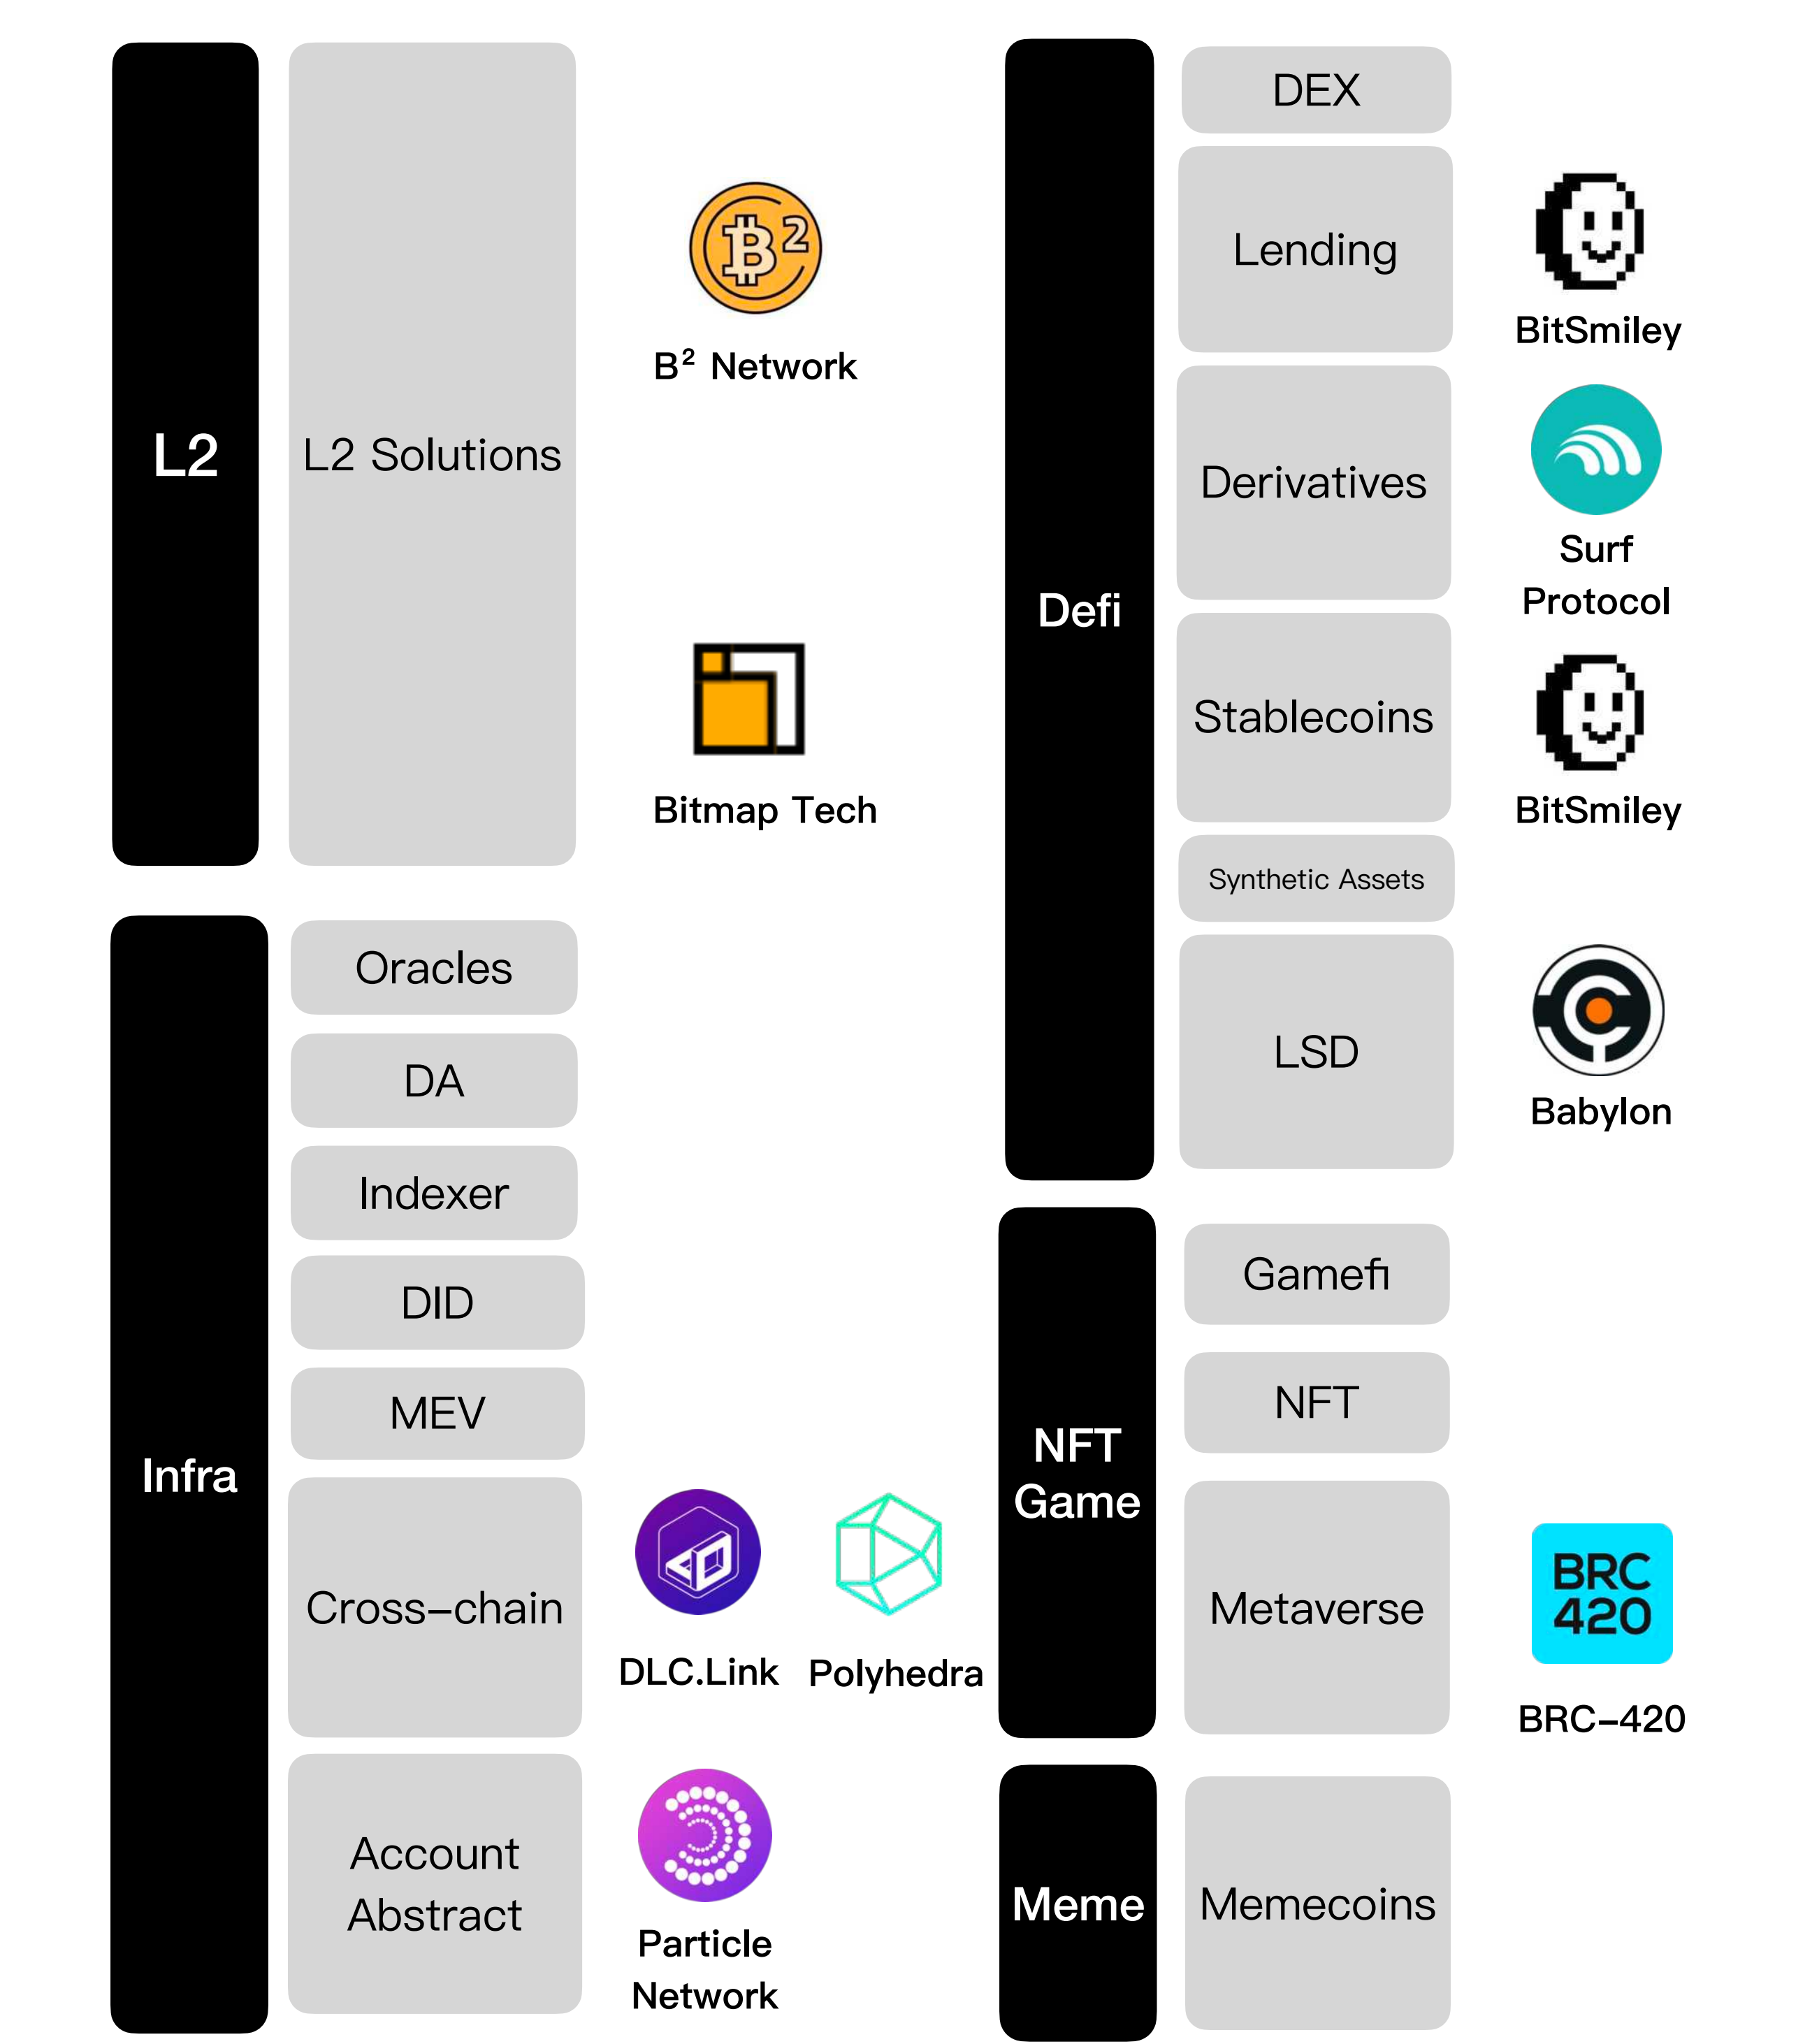 L2
L2 Solutions
B²
B² Network
Bitmap Tech
Infra
Oracles
DA
Indexer
DID
MEV
Cross-chain
DLC.Link
Polyhedra
Account
Abstract
Particle
Network
Defi
DEX
Lending
BitSmiley
Derivatives
Surf
Protocol
Stablecoins
BitSmiley
Synthetic Assets
LSD
Babylon
NFT
Game
Gamefi
NFT
Metaverse
BRC
420
BRC-420
Meme
Memecoins